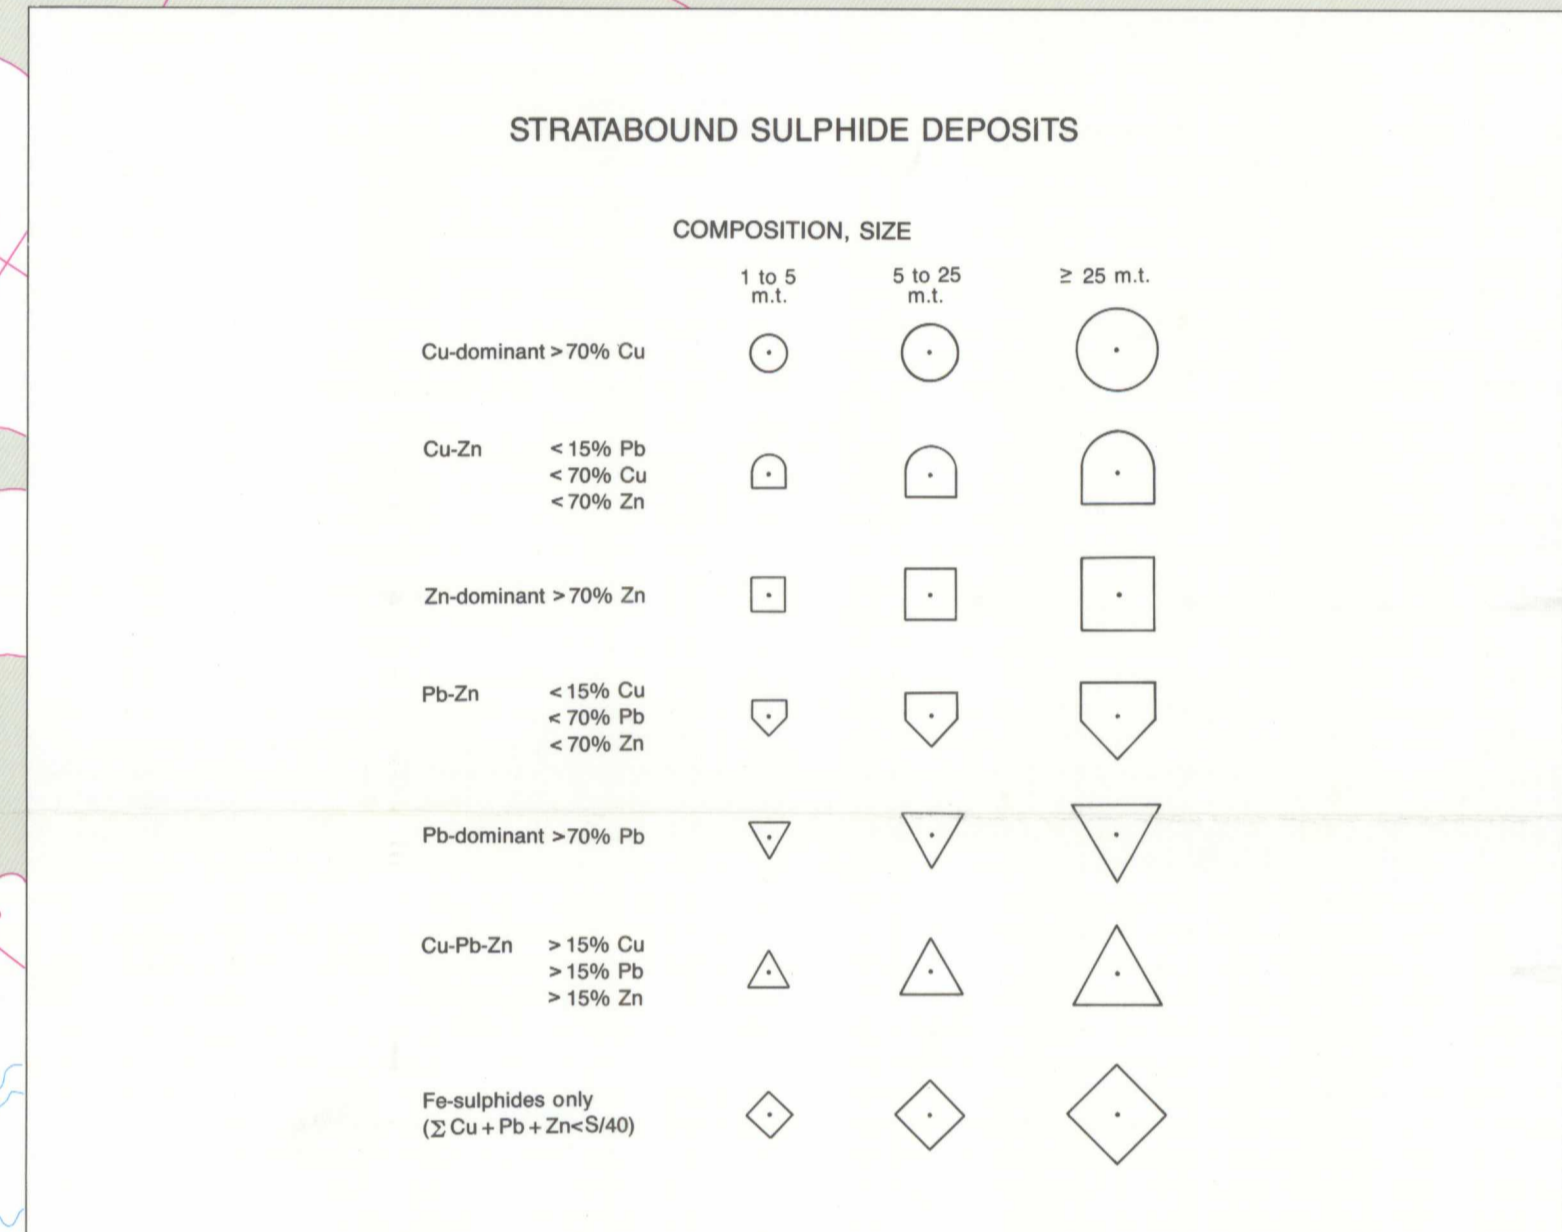 STRATABOUND SULPHIDE DEPOSITS
COMPOSITION, SIZE
1 to 5 m.t.
5 to 25 m.t.
≥ 25 m.t.
Cu-dominant >70% Cu
Cu-Zn <15% Pb
<70% Cu
<70% Zn
Zn-dominant >70% Zn
Pb-Zn <15% Cu
<70% Pb
<70% Zn
Pb-dominant >70% Pb
Cu-Pb-Zn >15% Cu
>15% Pb
>15% Zn
Fe-sulphides only
(Σ Cu + Pb + Zn<S/40)